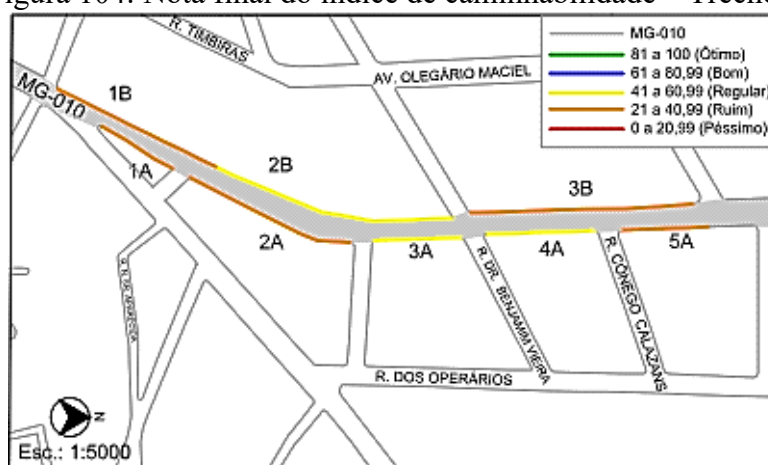 R. TIMBIRAS
MG-010
81 a 100 (Ótimo)
61 a 80,99 (Bom)
41 a 60,99 (Regular)
21 a 40,99 (Ruim)
0 a 20,99 (Péssimo)
AV. OLEGÁRIO MACIEL
MG-010
1B
2B
3B
1A
2A
3A
4A
5A
R. DR. BENJAMIM VIEIRA
R. CÔNEGO CALAZANS
R. DOS OPERÁRIOS
N
Esc.: 1:5000